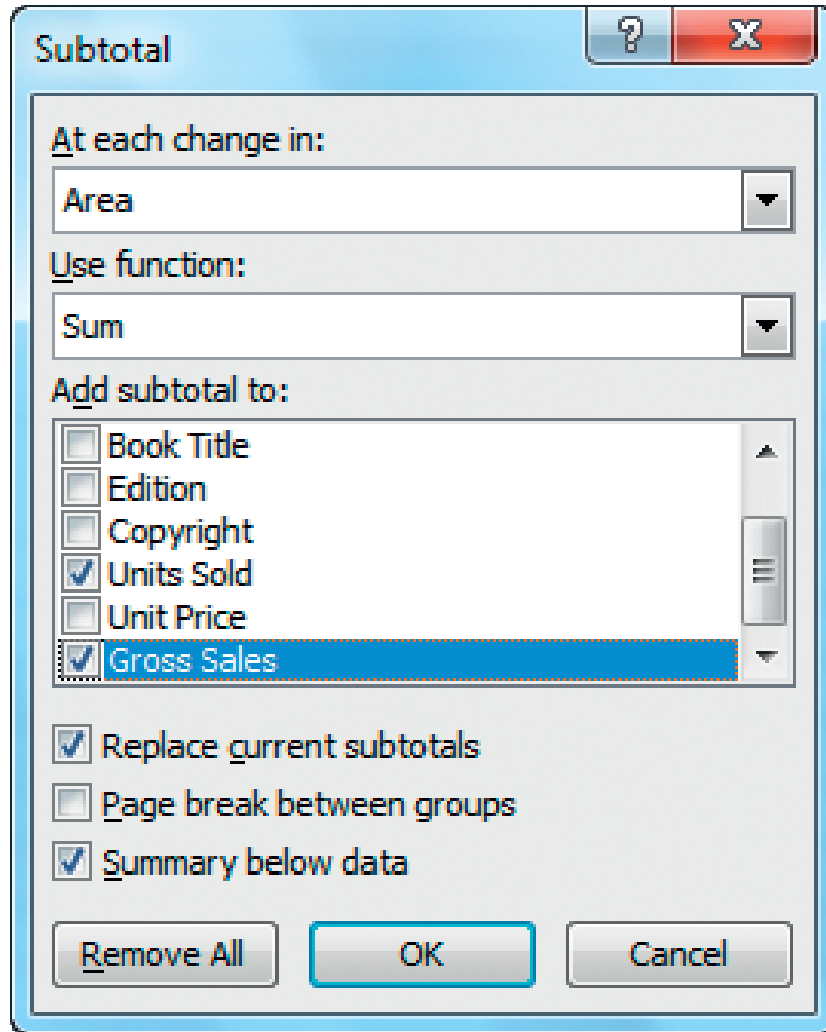 Subtotal
?
At each change in:
Area
Use function:
Sum
Add subtotal to:
Book Title
Edition
Copyright
Units Sold
Unit Price
Gross Sales
Replace current subtotals
Page break between groups
Summary below data
Remove All OK Cancel